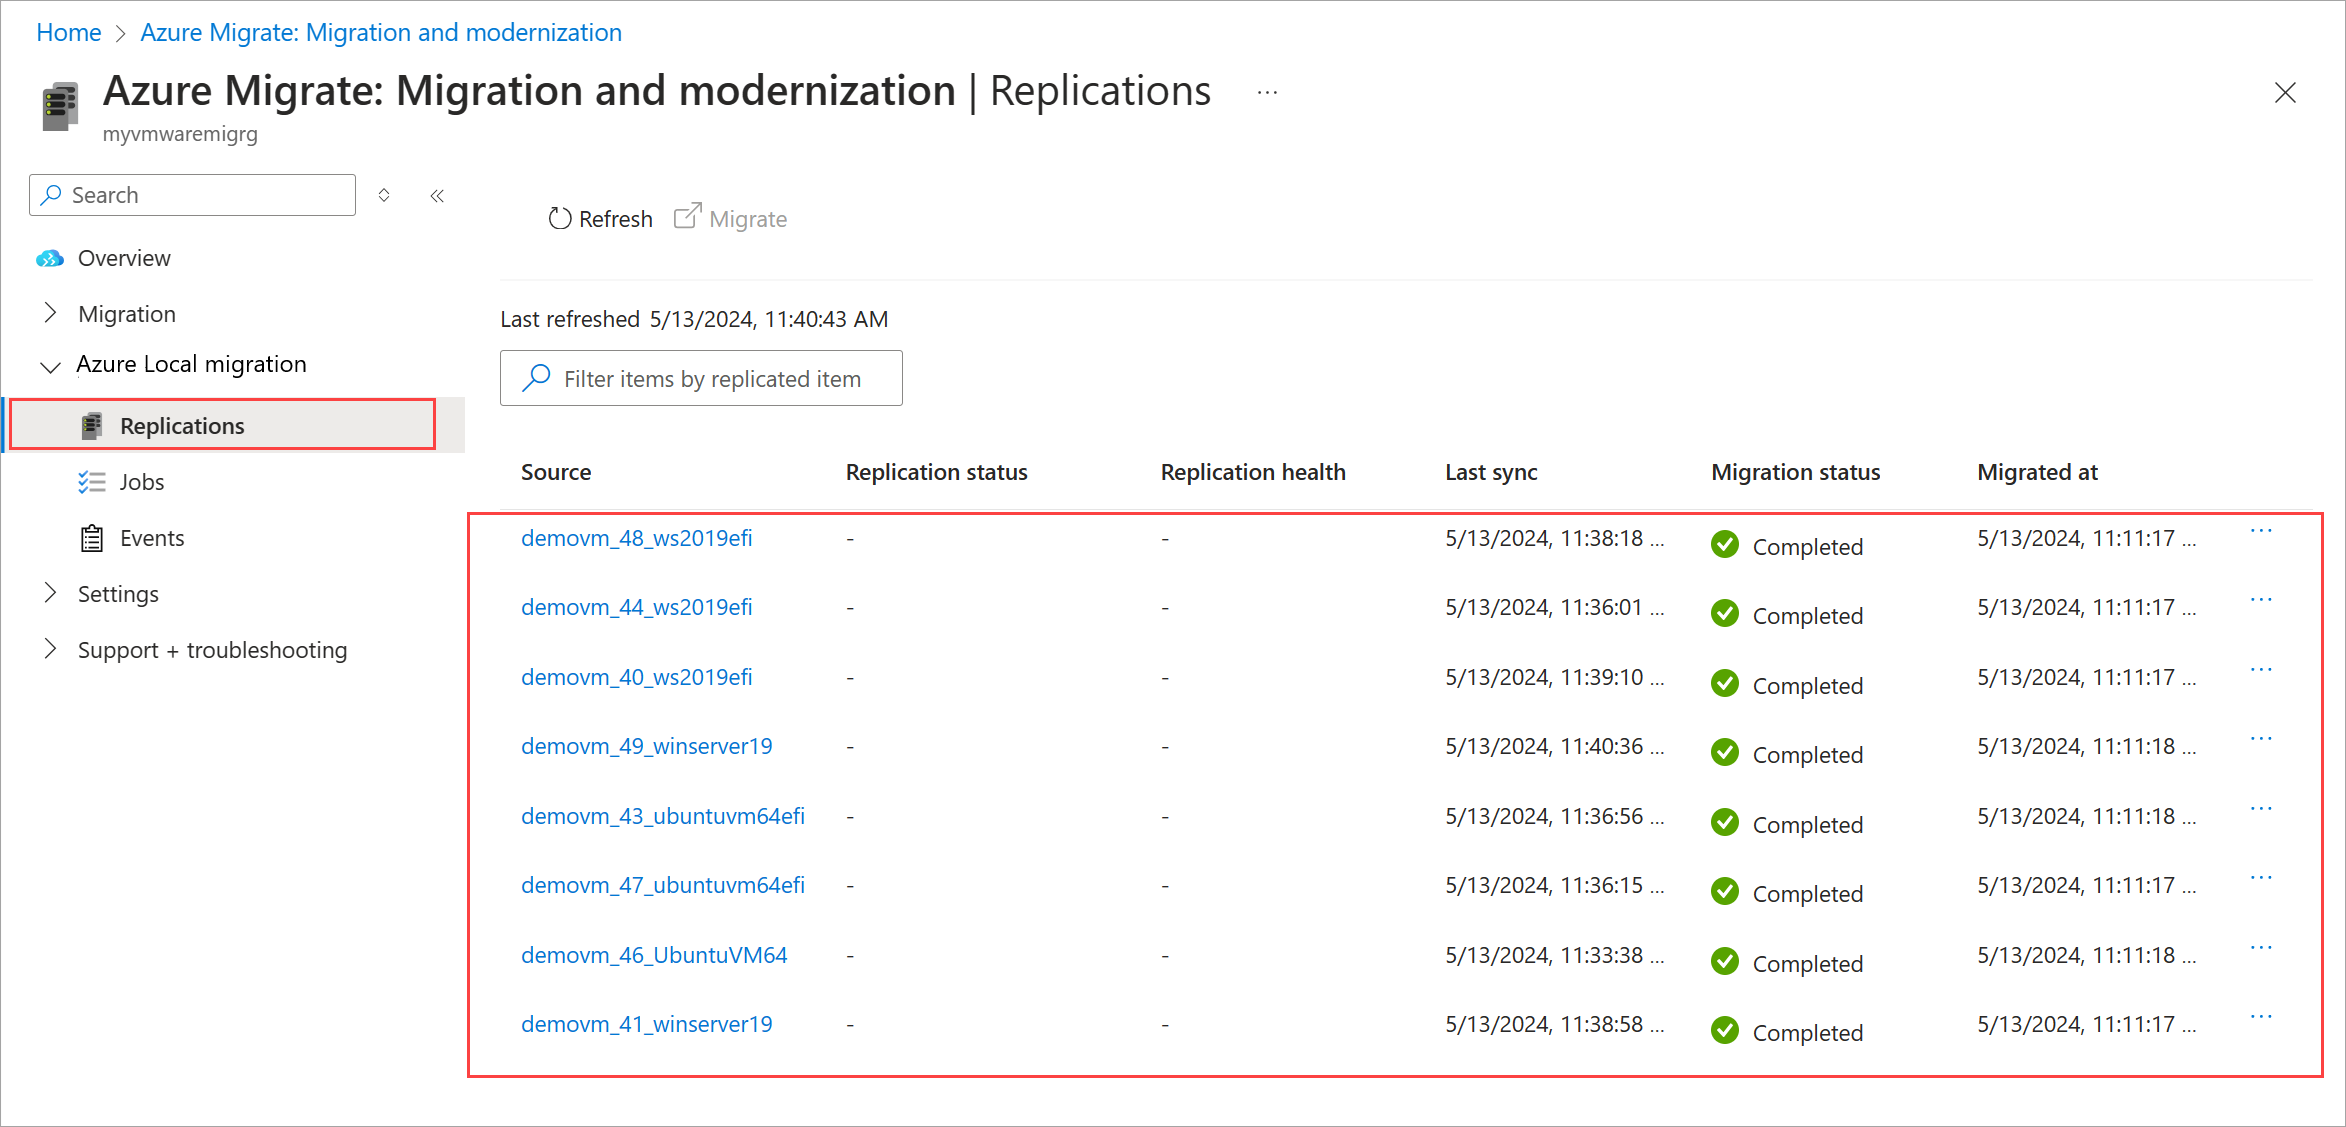 Home > Azure Migrate: Migration and modernization
Azure Migrate: Migration and modernization | Replications ...
myvmwaremigrg
Search
Overview
Migration
Azure Local migration
Replications
Jobs
Events
Settings
Support + troubleshooting
Refresh Migrate
Last refreshed 5/13/2024, 11:40:43 AM
Filter items by replicated item
Source Replication status Replication health Last sync Migration status Migrated at
demovm_48_ws2019efi - - 5/13/2024, 11:38:18 ... Completed 5/13/2024, 11:11:17 ... ...
demovm_44_ws2019efi - - 5/13/2024, 11:36:01 ... Completed 5/13/2024, 11:11:17 ... ...
demovm_40_ws2019efi - - 5/13/2024, 11:39:10 ... Completed 5/13/2024, 11:11:17 ... ...
demovm_49_winserver19 - - 5/13/2024, 11:40:36 ... Completed 5/13/2024, 11:11:18 ... ...
demovm_43_ubuntuvm64efi - - 5/13/2024, 11:36:56 ... Completed 5/13/2024, 11:11:18 ... ...
demovm_47_ubuntuvm64efi - - 5/13/2024, 11:36:15 ... Completed 5/13/2024, 11:11:17 ... ...
demovm_46_UbuntuVM64 - - 5/13/2024, 11:33:38 ... Completed 5/13/2024, 11:11:18 ... ...
demovm_41_winserver19 - - 5/13/2024, 11:38:58 ... Completed 5/13/2024, 11:11:17 ... ...